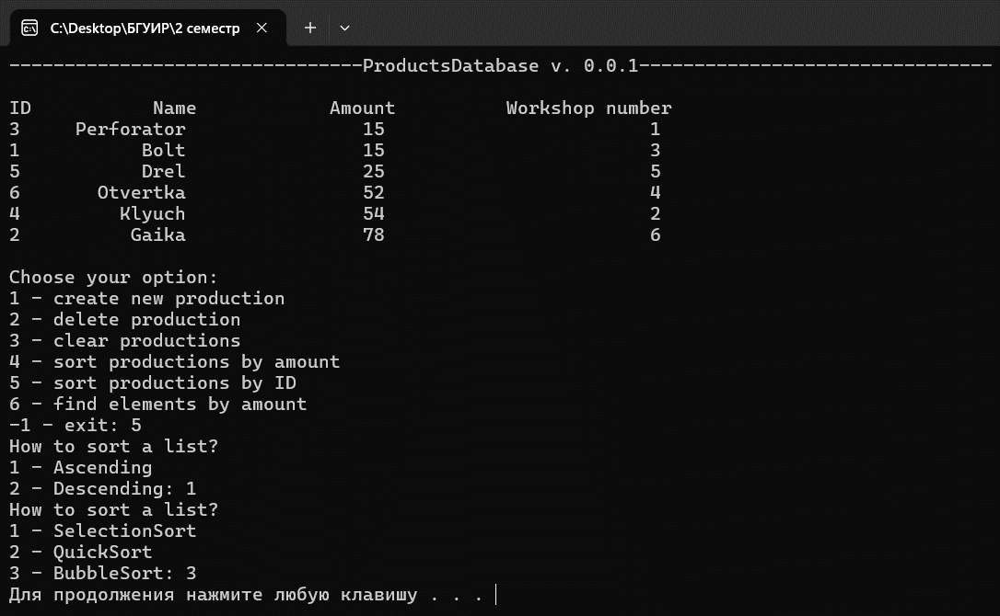 C:\Desktop\БГУИР\2 семестр
--------------------------------ProductsDatabase v. 0.0.1--------------------------------
ID Name Amount Workshop number
3 Perforator 15 1
1 Bolt 15 3
5 Drel 25 5
6 Otvertka 52 4
4 Klyuch 54 2
2 Gaika 78 6
Choose your option:
1 - create new production
2 - delete production
3 - clear productions
4 - sort productions by amount
5 - sort productions by ID
6 - find elements by amount
-1 - exit: 5
How to sort a list?
1 - Ascending
2 - Descending: 1
How to sort a list?
1 - SelectionSort
2 - QuickSort
3 - BubbleSort: 3
Для продолжения нажмите любую клавишу . . .